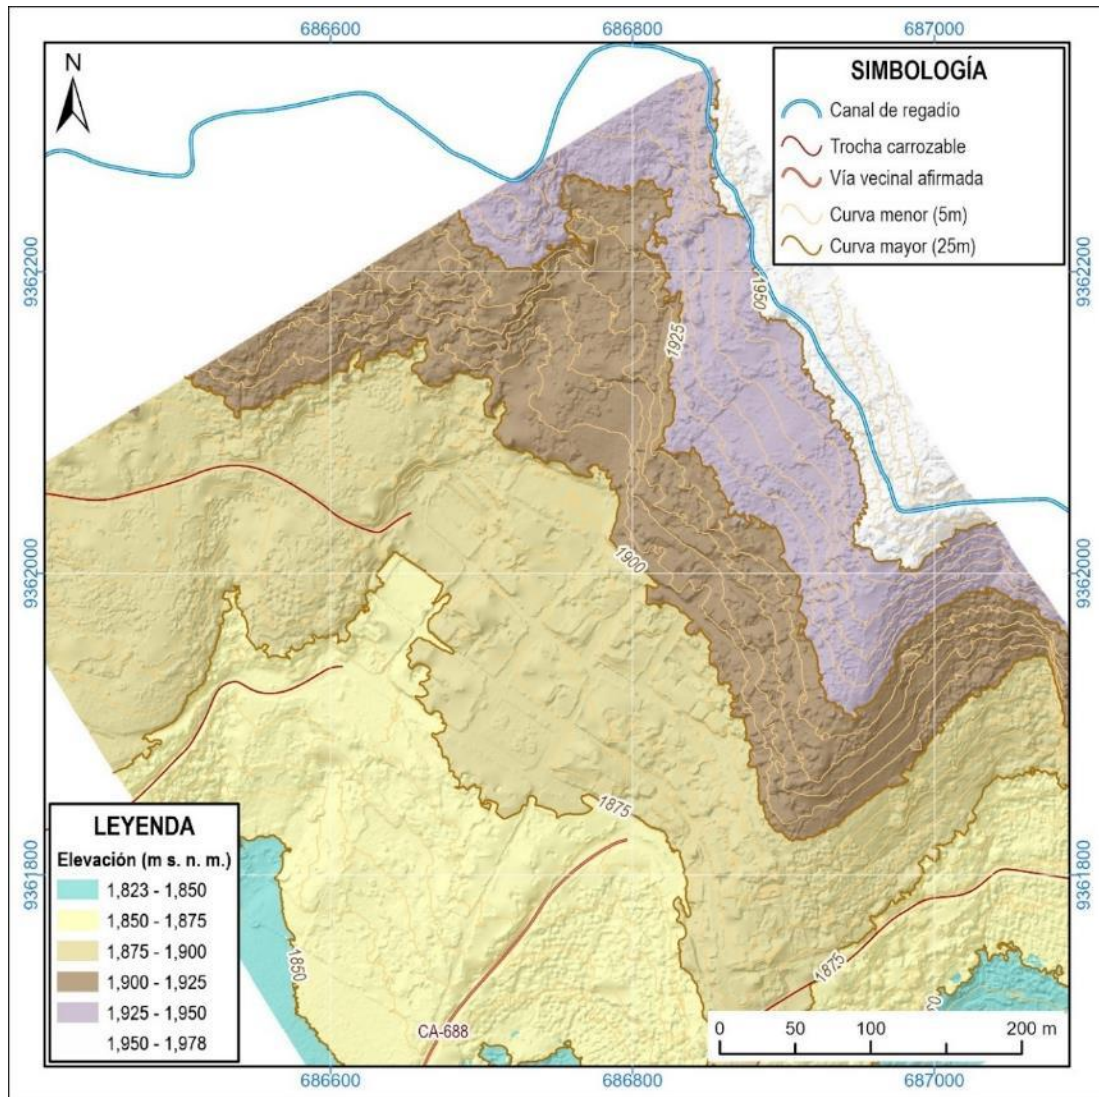 686600
686800
687000
N
SIMBOLOGÍA
Canal de regadío
Trocha carrozable
Vía vecinal afirmada
Curva menor (5m)
Curva mayor (25m)
9362200
9362200
1950
1925
1900
9362000
9362000
1875
LEYENDA
Elevación (m s. n. m.)
1,823 - 1,850
1,850 - 1,875
1,875 - 1,900
1,900 - 1,925
1,925 - 1,950
1,950 - 1,978
9361800
9361800
1850
1875
CA-688
0 50 100 200 m
686600
686800
687000